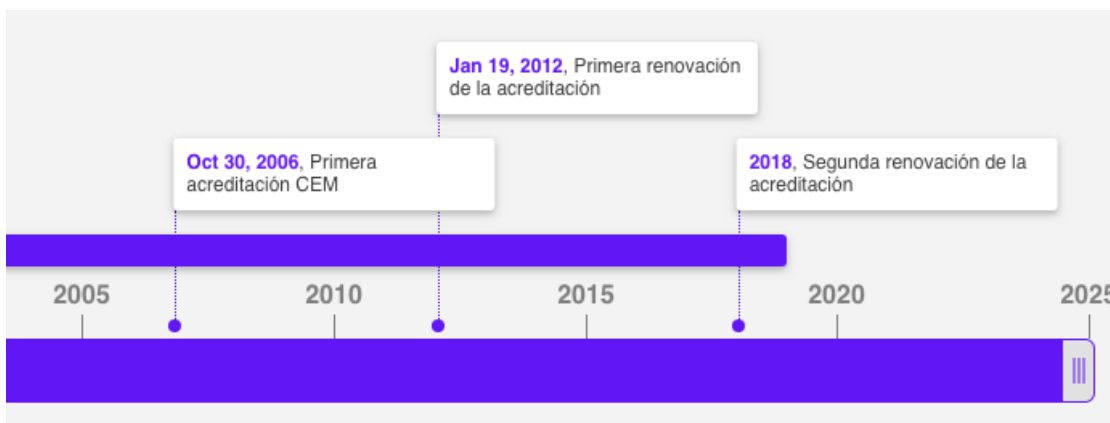 Jan 19, 2012, Primera renovación
de la acreditación
Oct 30, 2006, Primera
acreditación CEM
2018, Segunda renovación de la
acreditación
2005
2010
2015
2020
2025